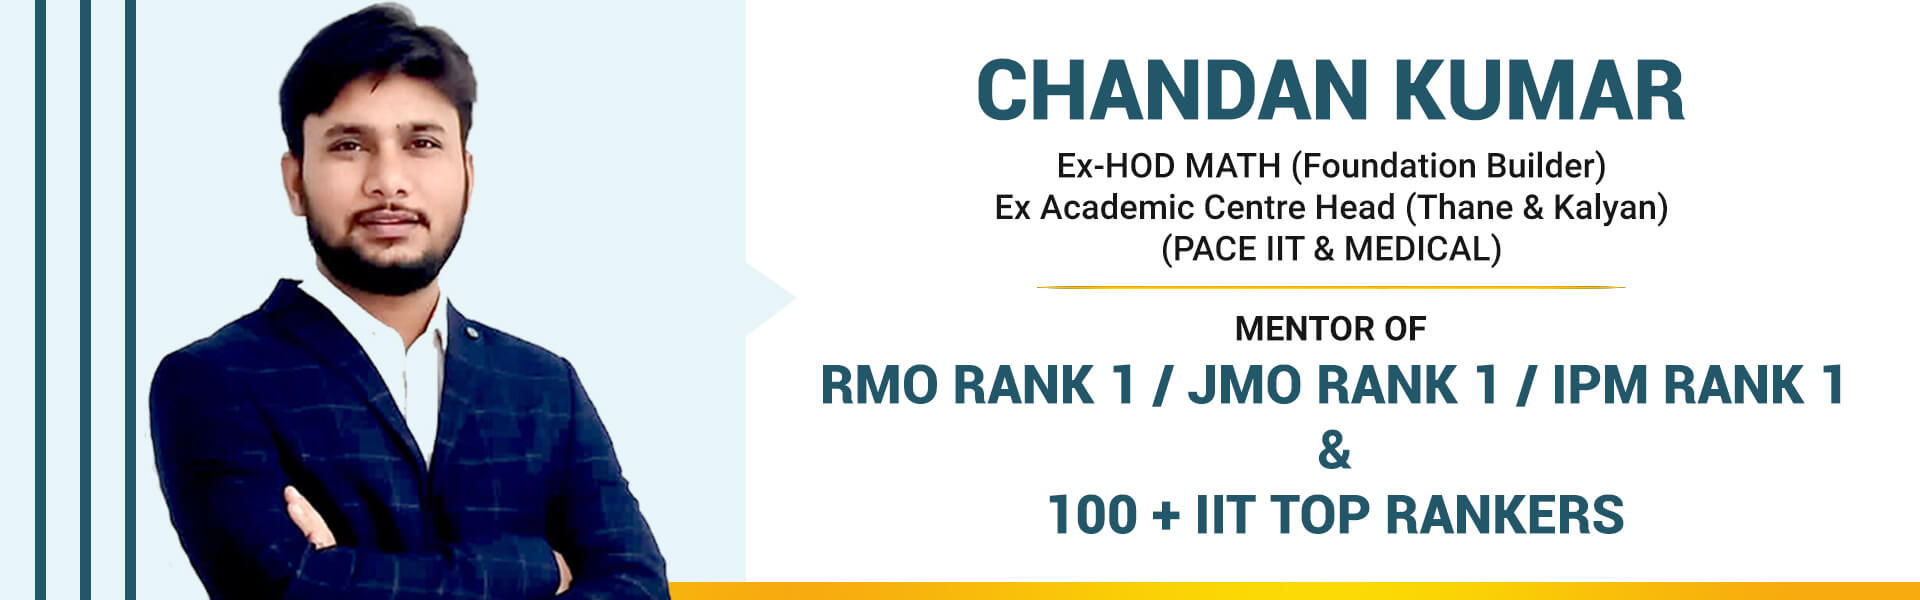 CHANDAN KUMAR
Ex-HOD MATH (Foundation Builder)
Ex Academic Centre Head (Thane & Kalyan)
(PACE IIT & MEDICAL)
MENTOR OF
RMO RANK 1 / JMO RANK 1 / IPM RANK 1
&
100 + IIT TOP RANKERS